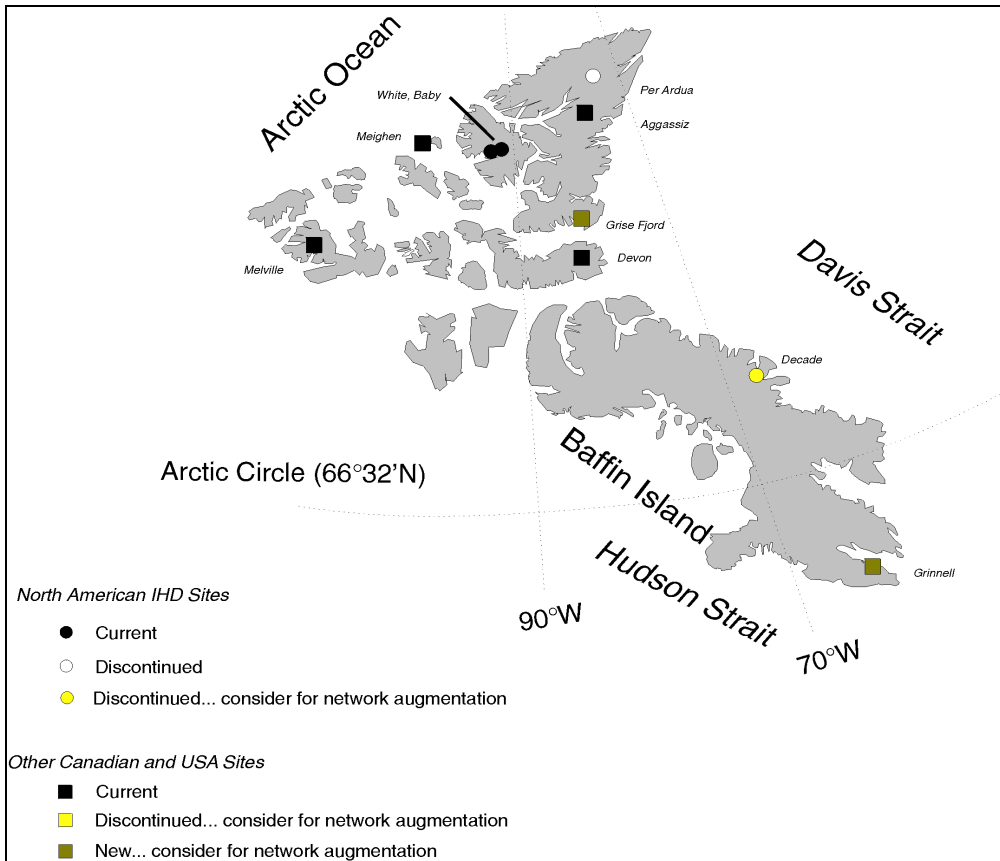 Arctic Ocean
White, Baby
Per Ardua
Aggassiz
Meighen
Grise Fjord
Devon
Melville
Davis Strait
Decade
Arctic Circle (66°32'N)
Baffin Island
Hudson Strait
Grinnell
90°W
70°W
North American IHD Sites
Current
Discontinued
Discontinued... consider for network augmentation
Other Canadian and USA Sites
Current
Discontinued... consider for network augmentation
New... consider for network augmentation